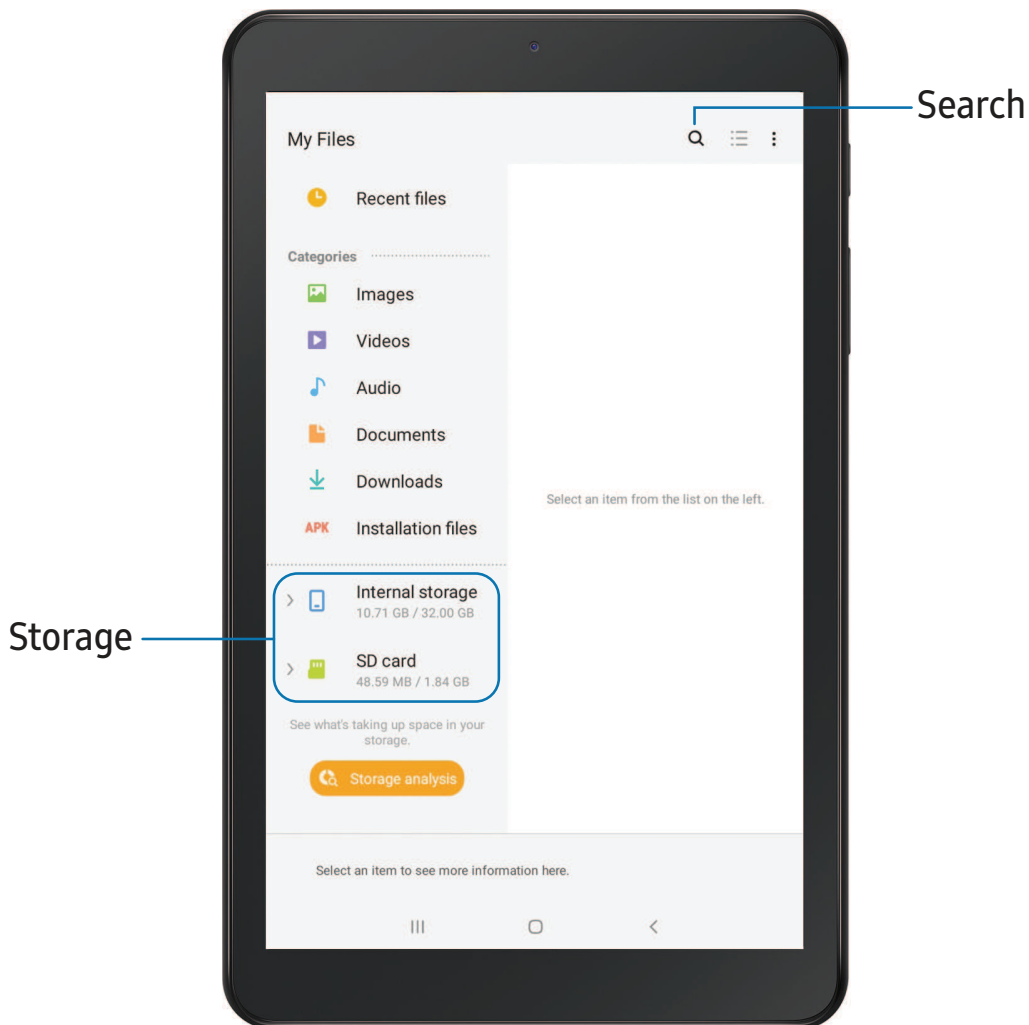 Search
My Files
Recent files
Categories
Images
Videos
Audio
Documents
Downloads
Select an item from the list on the left.
APK Installation files
Internal storage
10.71 GB / 32.00 GB
Storage
SD card
48.59 MB / 1.84 GB
See what's taking up space in your
storage.
Storage analysis
Select an item to see more information here.